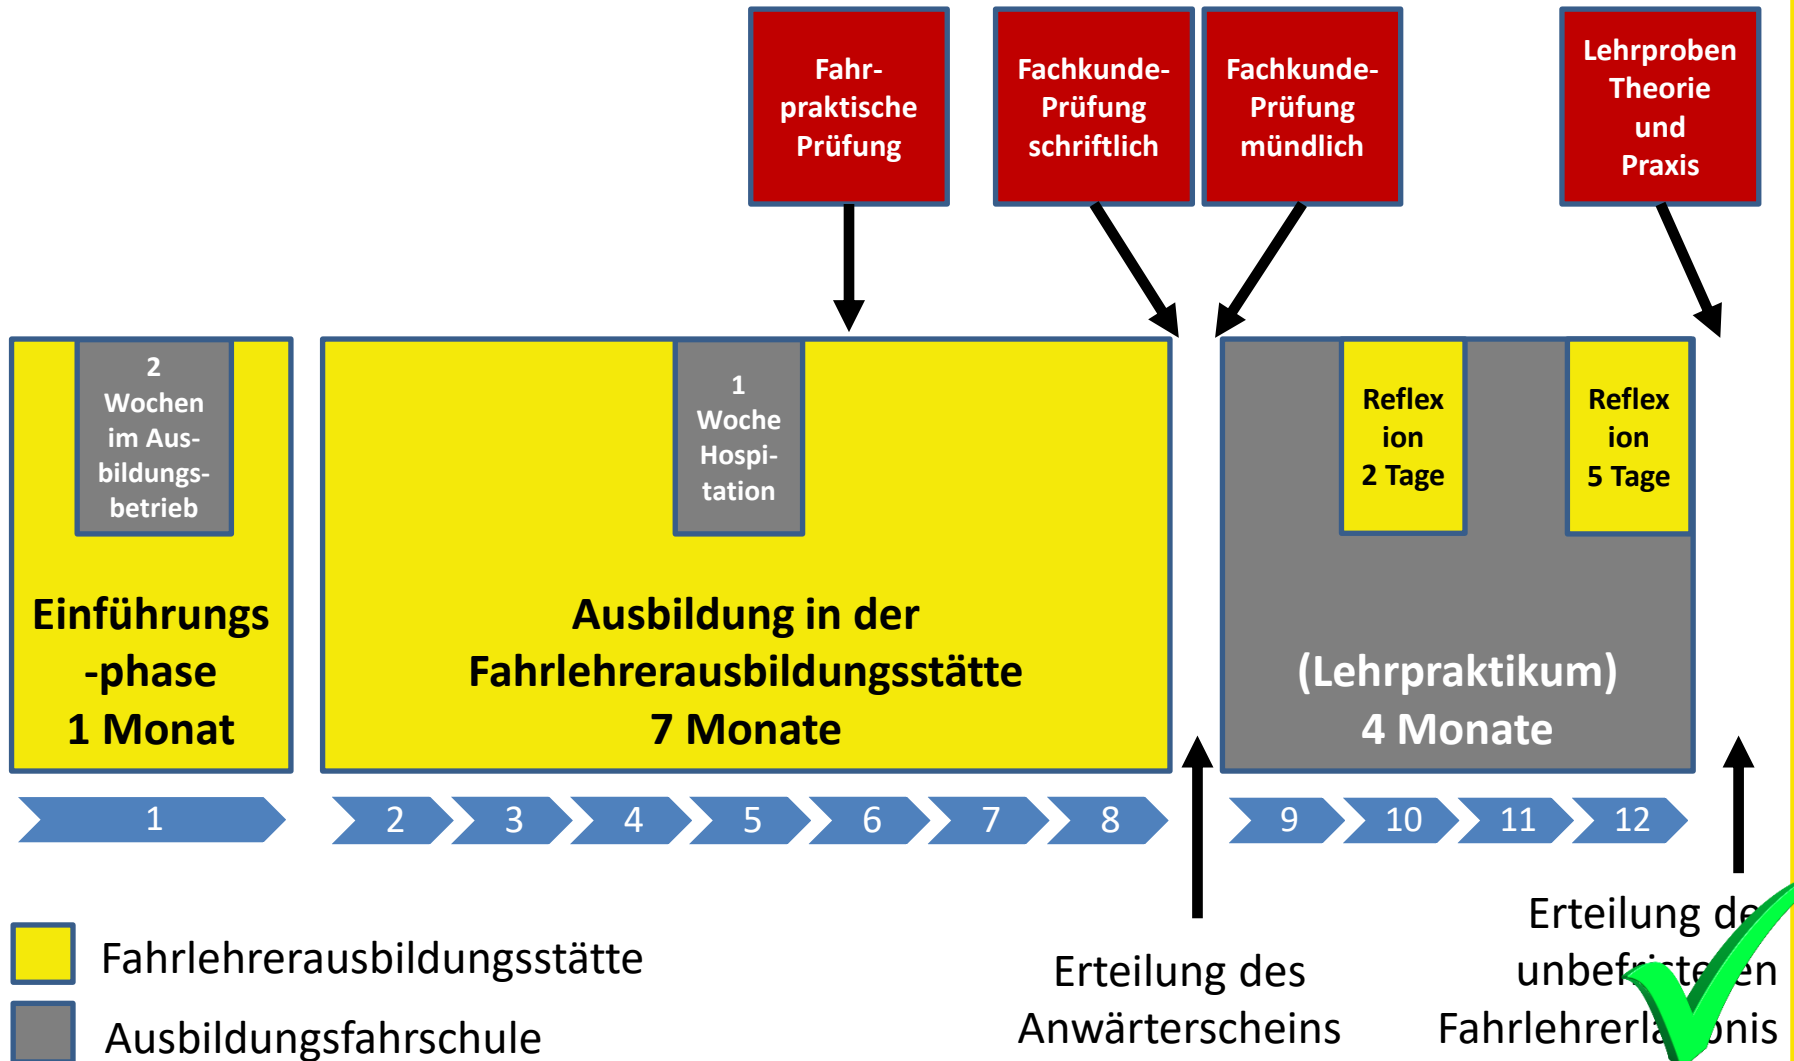 Fahr-
praktische
Prüfung
Fachkunde-
Prüfung
schriftlich
Fachkunde-
Prüfung
mündlich
Lehrproben
Theorie
und
Praxis
2
Wochen
im Aus-
bildungs-
betrieb
Einführungs
-phase
1 Monat
1
Woche
Hospi-
tation
Ausbildung in der
Fahrlehrerausbildungsstätte
7 Monate
Reflex
ion
2 Tage
Reflex
ion
5 Tage
(Lehrpraktikum)
4 Monate
1
2
3
4
5
6
7
8
9
10
11
12
Fahrlehrerausbildungsstätte
Ausbildungsfahrschule
Erteilung des
Anwärterscheins
Erteilung der
unbefristeten
Fahrlehrerlaubnis